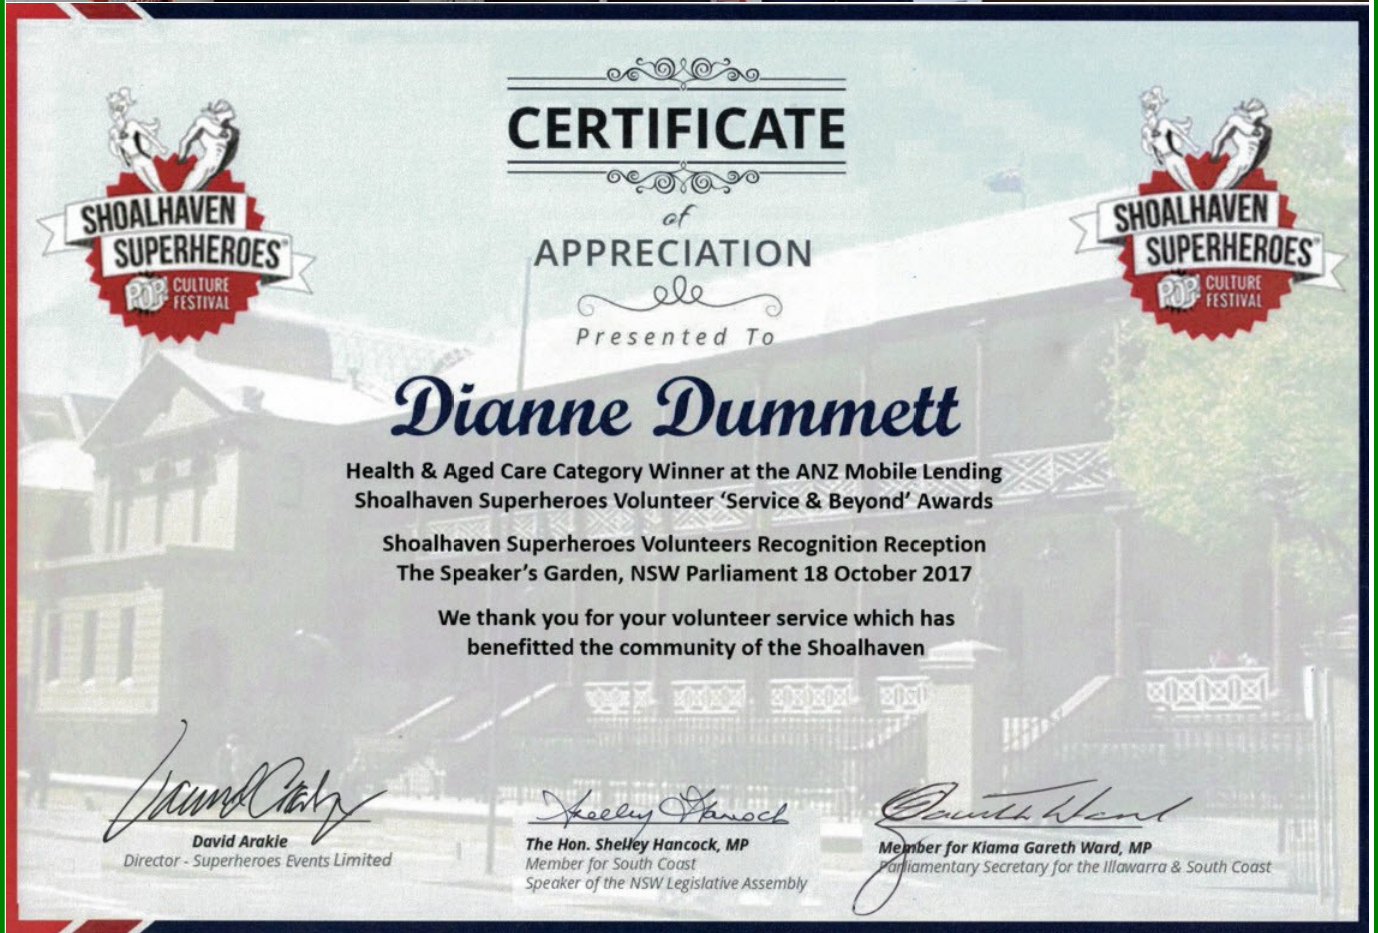 CERTIFICATE
of
APPRECIATION
Presented To
SHOALHAVEN
SUPERHEROES
POP! CULTURE
FESTIVAL
SHOALHAVEN
SUPERHEROES
POP! CULTURE
FESTIVAL
Dianne Dummett
Health & Aged Care Category Winner at the ANZ Mobile Lending
Shoalhaven Superheroes Volunteer ‘Service & Beyond’ Awards
Shoalhaven Superheroes Volunteers Recognition Reception
The Speaker’s Garden, NSW Parliament 18 October 2017
We thank you for your volunteer service which has
benefitted the community of the Shoalhaven
David Arakie
Director - Superheroes Events Limited
Shelley Hancock
The Hon. Shelley Hancock, MP
Member for South Coast
Speaker of the NSW Legislative Assembly
Gareth Ward
Member for Kiama Gareth Ward, MP
Parliamentary Secretary for the Illawarra & South Coast